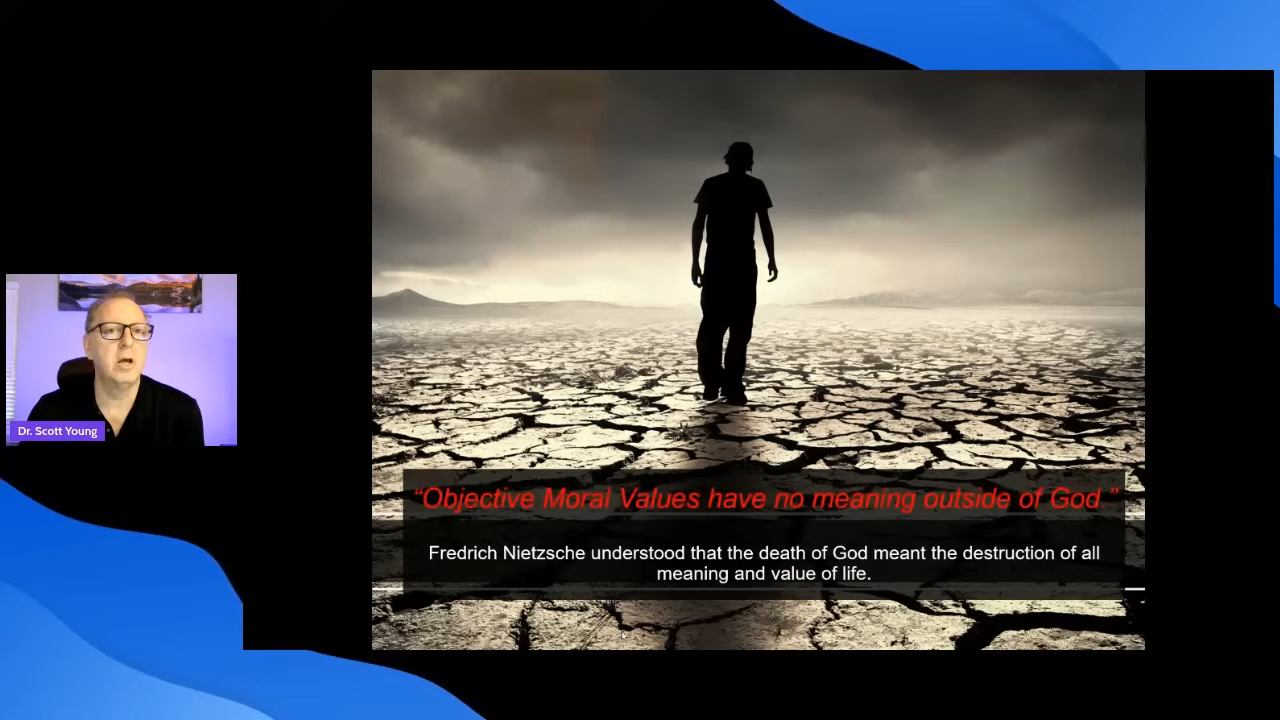 Dr. Scott Young
“Objective Moral Values have no meaning outside of God ”
Fredrich Nietzsche understood that the death of God meant the destruction of all
meaning and value of life.